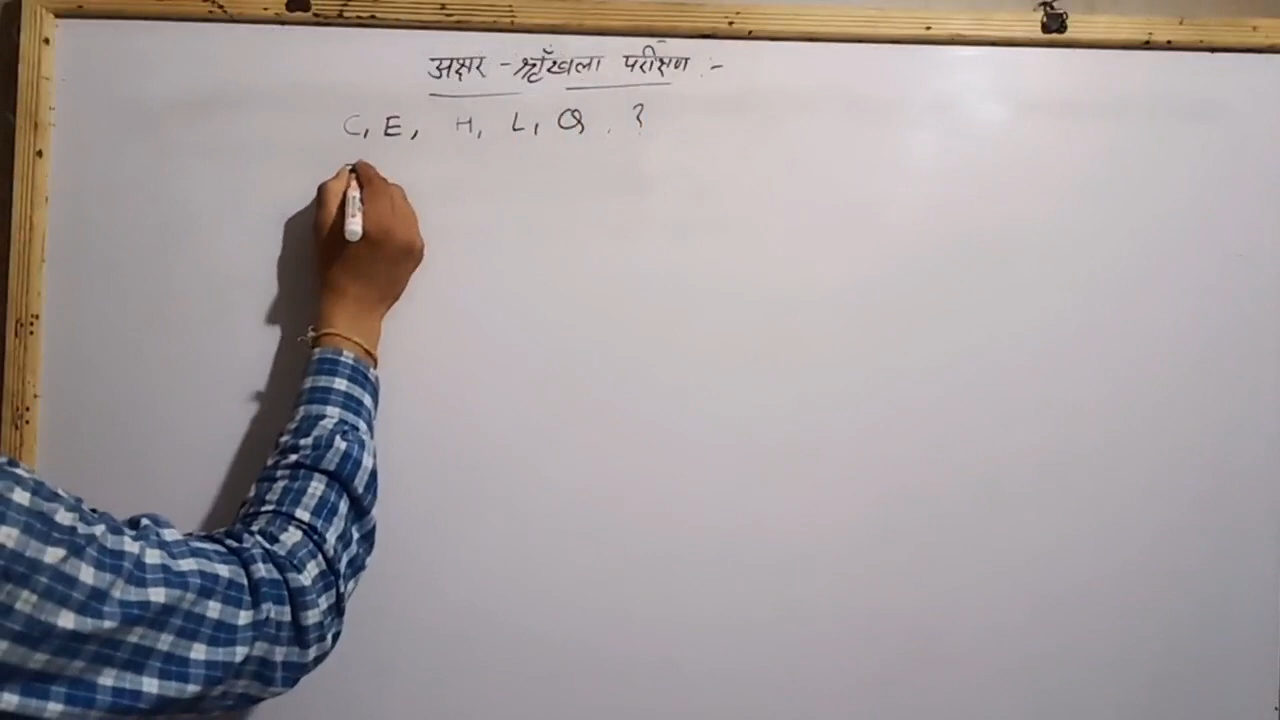 अक्षर - श्रृँखला परीक्षण :-
C, E, H, L, Q, ?